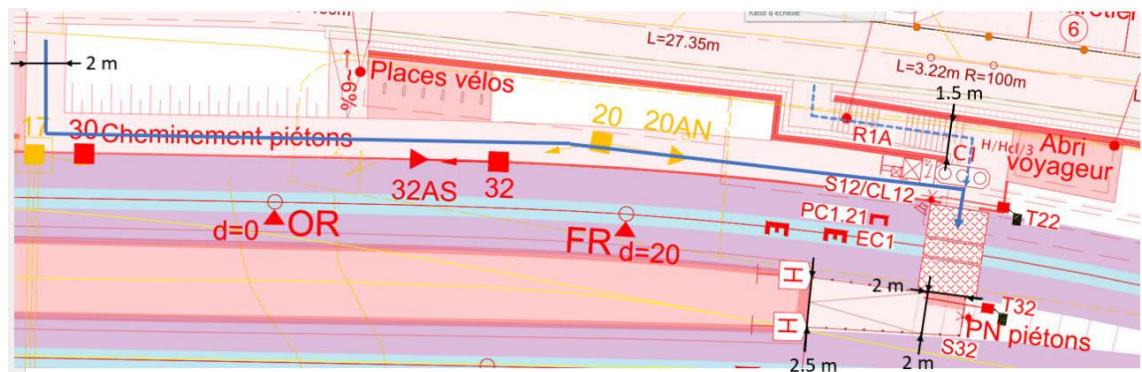 L=27.35m
L=3.22m R=100m
6
1.5 m
2 m
~6%
Places vélos
R1A
C1
H/Hcl/3
Abri
voyageur
17
30 Cheminement piétons
20 20AN
32AS
32
S12/CL12
T22
d=0 OR
FR d=20
PC1.21
EC1
E
H
H
2 m
T32
PN piétons
S32
2.5 m
2 m